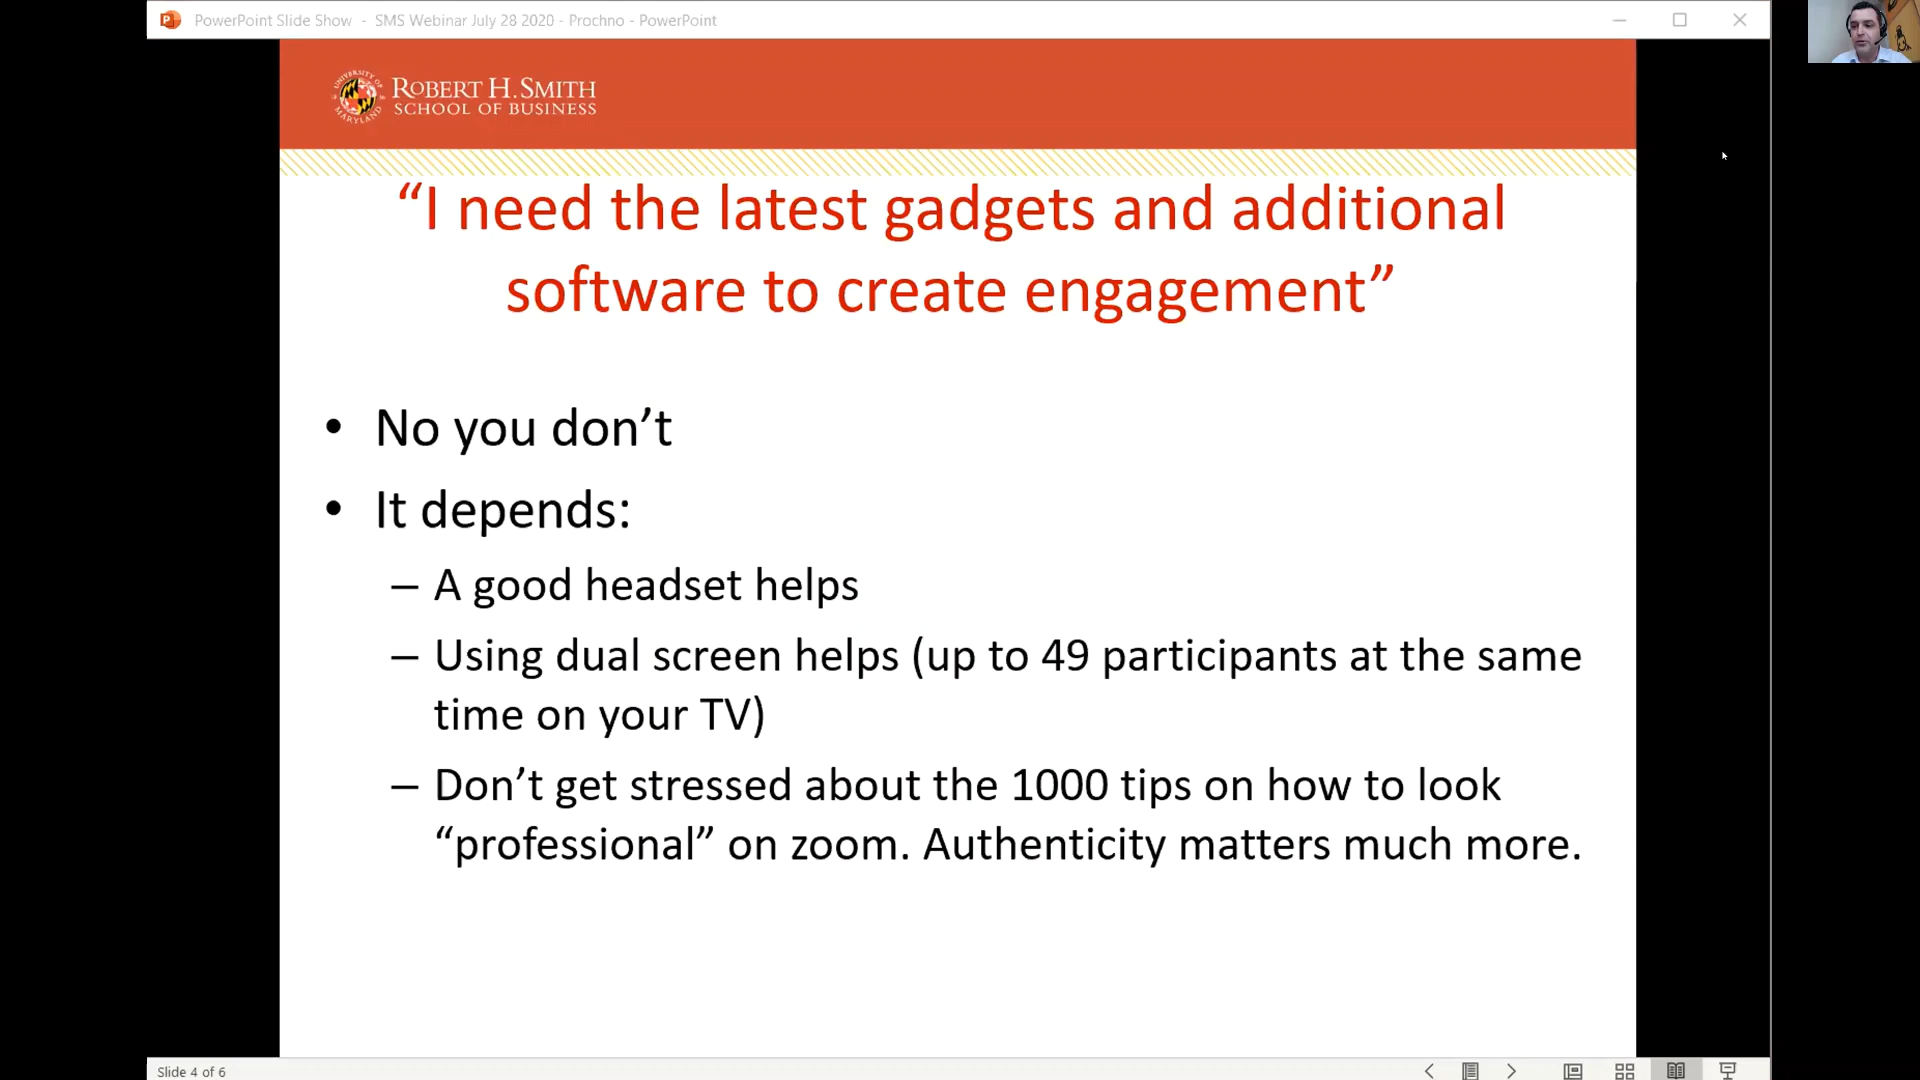 PowerPoint Slide Show - SMS Webinar July 28 2020 - Prochno - PowerPoint
UNIVERSITY OF
MARYLAND
ROBERT H. SMITH
SCHOOL OF BUSINESS
“I need the latest gadgets and additional
software to create engagement”
• No you don’t
• It depends:
– A good headset helps
– Using dual screen helps (up to 49 participants at the same
time on your TV)
– Don’t get stressed about the 1000 tips on how to look
“professional” on zoom. Authenticity matters much more.
Slide 4 of 6